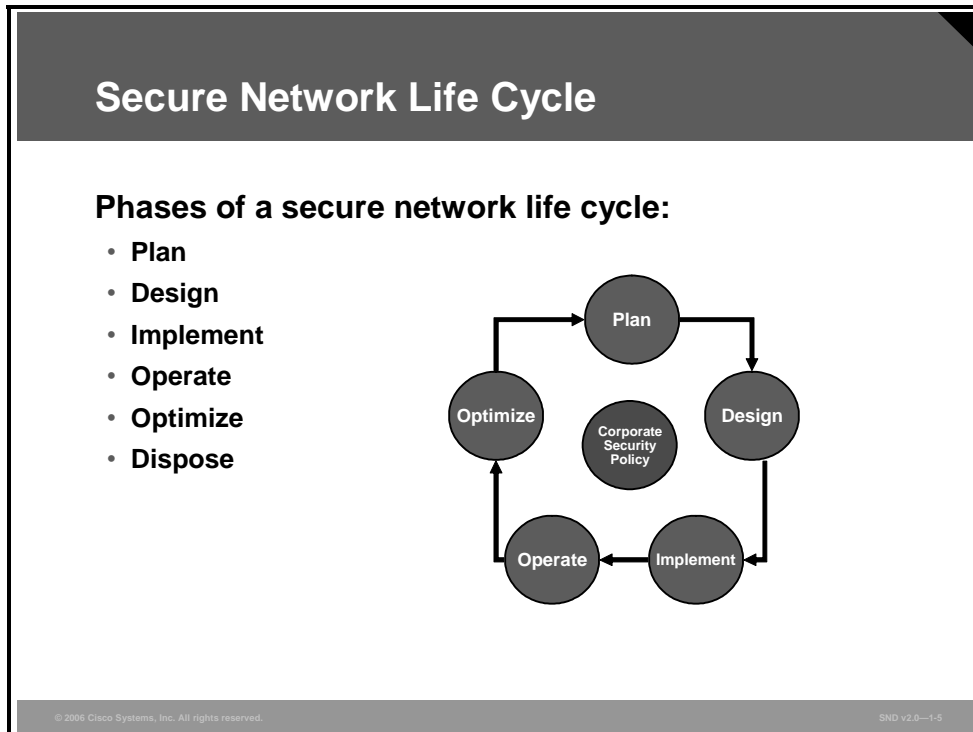 Secure Network Life Cycle
Phases of a secure network life cycle:
• Plan
• Design
• Implement
• Operate
• Optimize
• Dispose
Plan
Optimize
Design
Corporate
Security
Policy
Operate
Implement
© 2006 Cisco Systems, Inc. All rights reserved.
SND v2.0—1-5